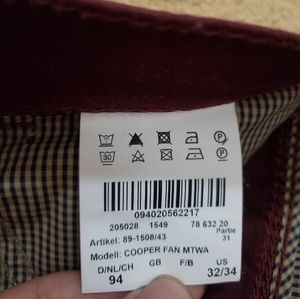 30
094020562217
205028 1549 78 632 20
Artikel: 89-1508/43 Partie 31
Modell: COOPER FAN MTWA
D/NL/CH GB F/B US
94 32/34